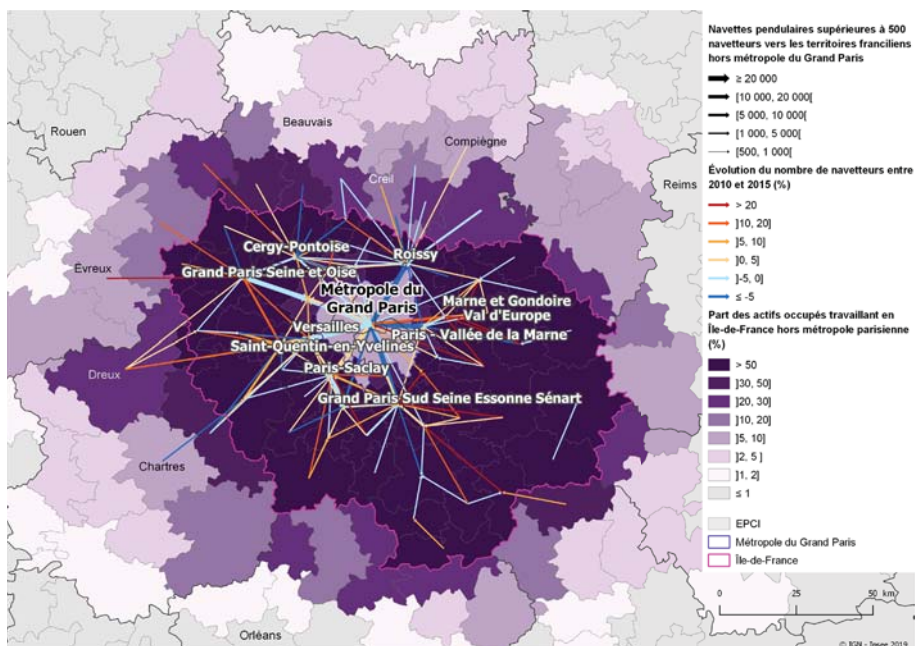 Navettes pendulaires supérieures à 500
navetteurs vers les territoires franciliens
hors métropole du Grand Paris
≥ 20 000
[10 000, 20 000[
[5 000, 10 000[
[1 000, 5 000[
[500, 1 000[
Évolution du nombre de navetteurs entre
2010 et 2015 (%)
> 20
]10, 20]
]5, 10]
]0, 5]
]-5, 0]
≤ -5
Part des actifs occupés travaillant en
Île-de-France hors métropole parisienne
(%)
> 50
]30, 50]
]20, 30]
]10, 20]
]5, 10]
]2, 5 ]
]1, 2]
≤ 1
EPCI
Métropole du Grand Paris
Île-de-France
0 25 50 km
© IGN - Insee 2019
Rouen
Beauvais
Compiègne
Creil
Reims
Cergy-Pontoise
Roissy
Évreux
Grand Paris Seine et Oise
Métropole du
Grand Paris
Marne et Gondoire
Val d'Europe
Versailles
Paris - Vallée de la Marne
Saint-Quentin-en-Yvelines
Dreux
Paris-Saclay
Grand Paris Sud Seine Essonne Sénart
Chartres
Orléans